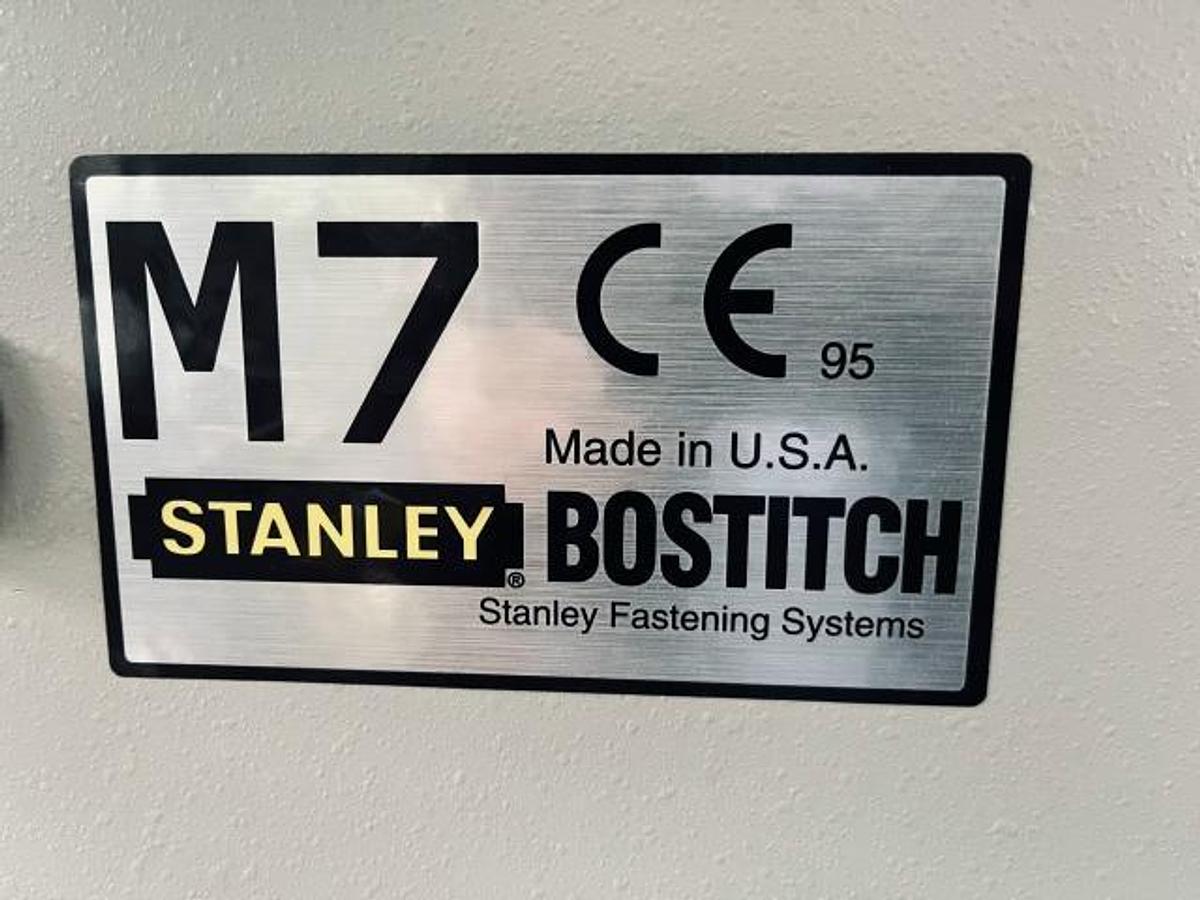 M7 CE 95
Made in U.S.A.
STANLEY® BOSTITCH
Stanley Fastening Systems